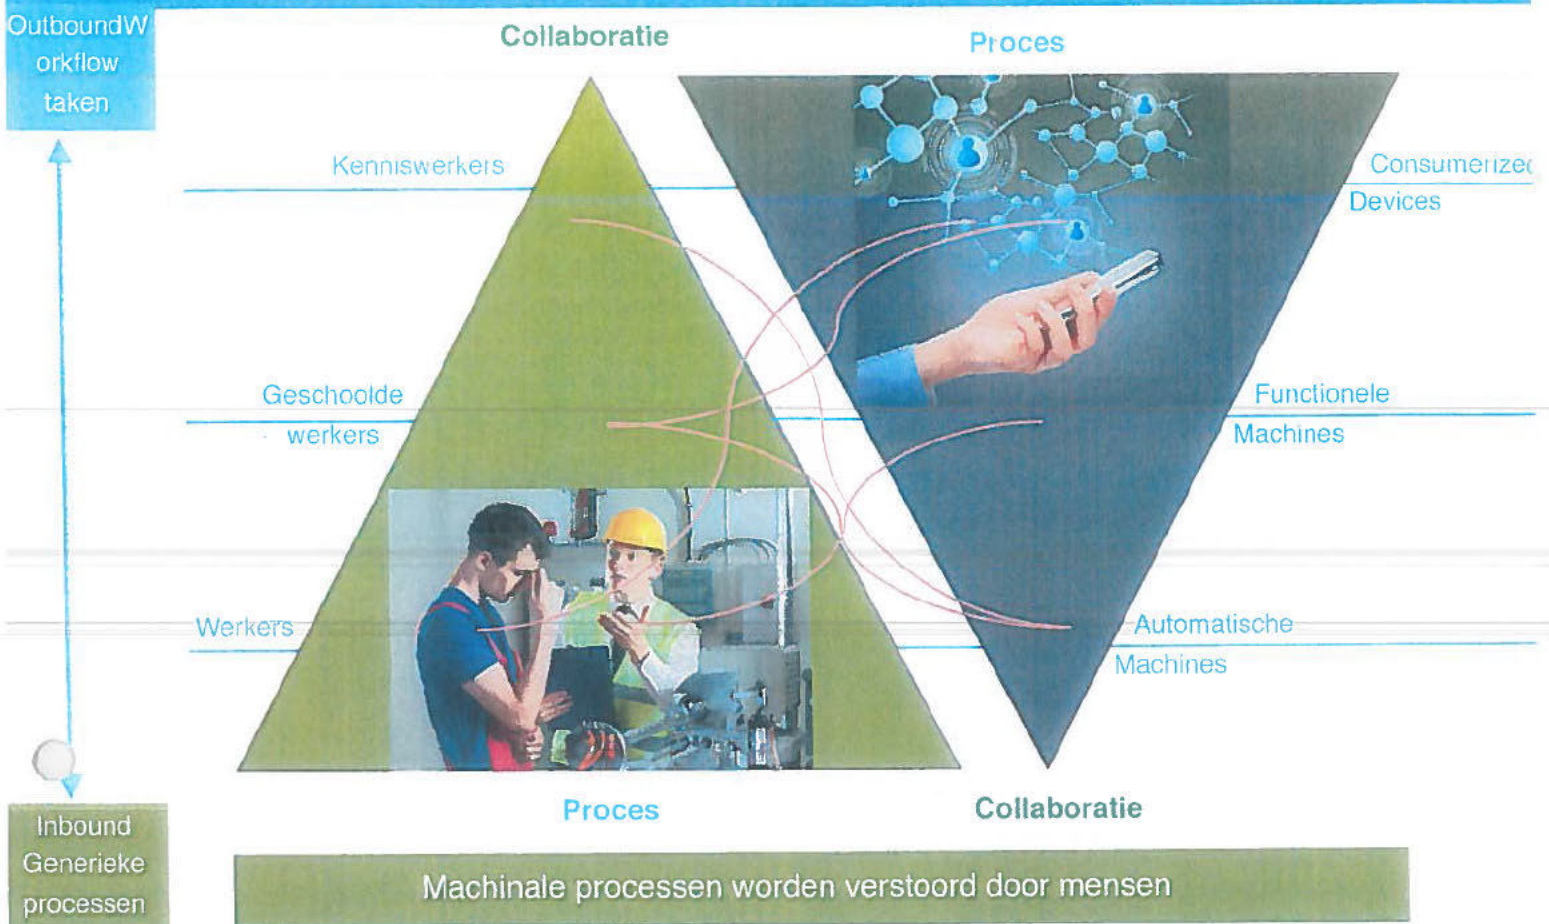 OutboundW
orkflow
taken
Collaboratie
Proces
Kenniswerkers
Consumerized
Devices
Geschoolde
werkers
Functionele
Machines
Werkers
Automatische
Machines
Proces
Collaboratie
Inbound
Generieke
processen
Machinale processen worden verstoord door mensen